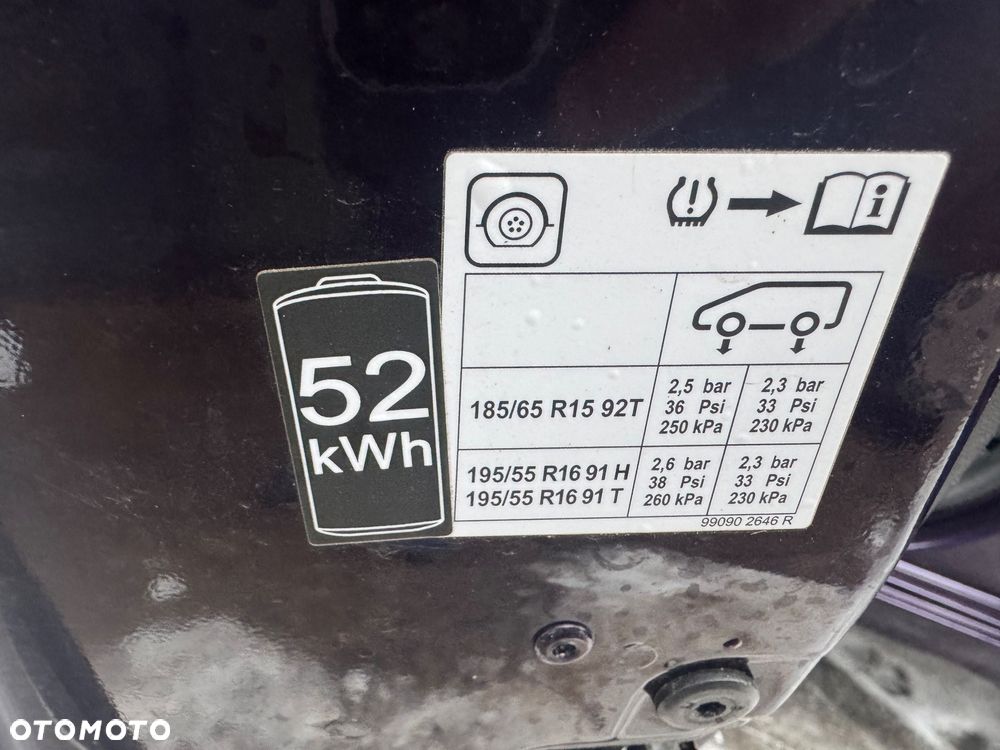 52
kWh
185/65 R15 92T
2,5 bar
36 Psi
250 kPa
2,3 bar
33 Psi
230 kPa
195/55 R16 91 H
195/55 R16 91 T
2,6 bar
38 Psi
260 kPa
2,3 bar
33 Psi
230 kPa
99090 2646 R
OTOMOTO